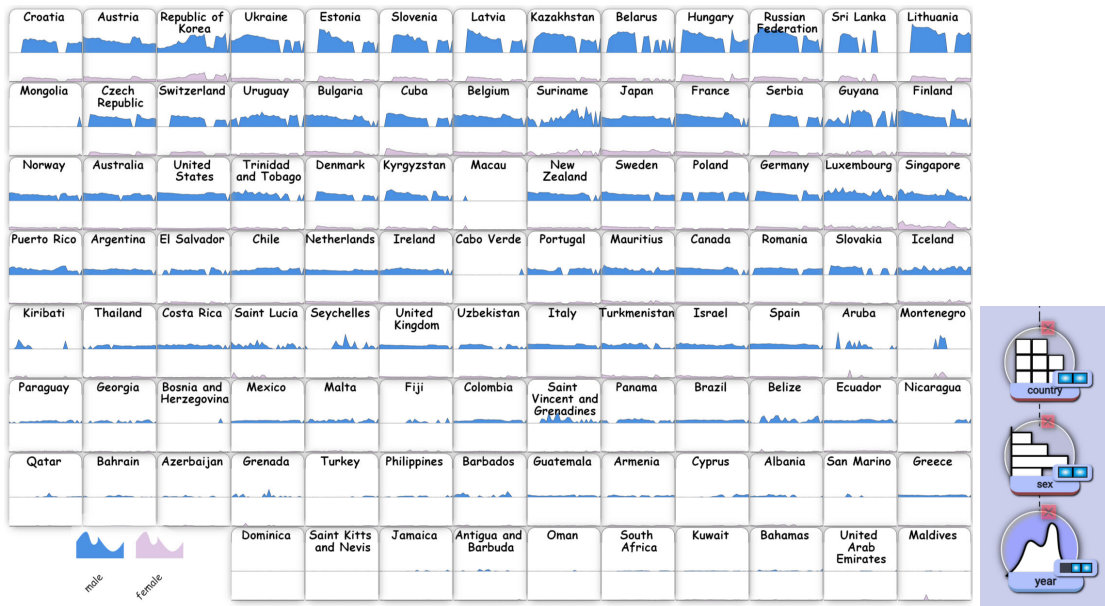 Croatia
Austria
Republic of
Korea
Ukraine
Estonia
Slovenia
Latvia
Kazakhstan
Belarus
Hungary
Russian
Federation
Sri Lanka
Lithuania
Mongolia
Czech
Republic
Switzerland
Uruguay
Bulgaria
Cuba
Belgium
Suriname
Japan
France
Serbia
Guyana
Finland
Norway
Australia
United
States
Trinidad
and Tobago
Denmark
Kyrgyzstan
Macau
New
Zealand
Sweden
Poland
Germany
Luxembourg
Singapore
Puerto Rico
Argentina
El Salvador
Chile
Netherlands
Ireland
Cabo Verde
Portugal
Mauritius
Canada
Romania
Slovakia
Iceland
Kiribati
Thailand
Costa Rica
Saint Lucia
Seychelles
United
Kingdom
Uzbekistan
Italy
Turkmenistan
Israel
Spain
Aruba
Montenegro
Paraguay
Georgia
Bosnia and
Herzegovina
Mexico
Malta
Fiji
Colombia
Saint
Vincent and
Grenadines
Panama
Brazil
Belize
Ecuador
Nicaragua
Qatar
Bahrain
Azerbaijan
Grenada
Turkey
Philippines
Barbados
Guatemala
Armenia
Cyprus
Albania
San Marino
Greece
Dominica
Saint Kitts
and Nevis
Jamaica
Antigua and
Barbuda
Oman
South
Africa
Kuwait
Bahamas
United
Arab
Emirates
Maldives
male
female
country
sex
year